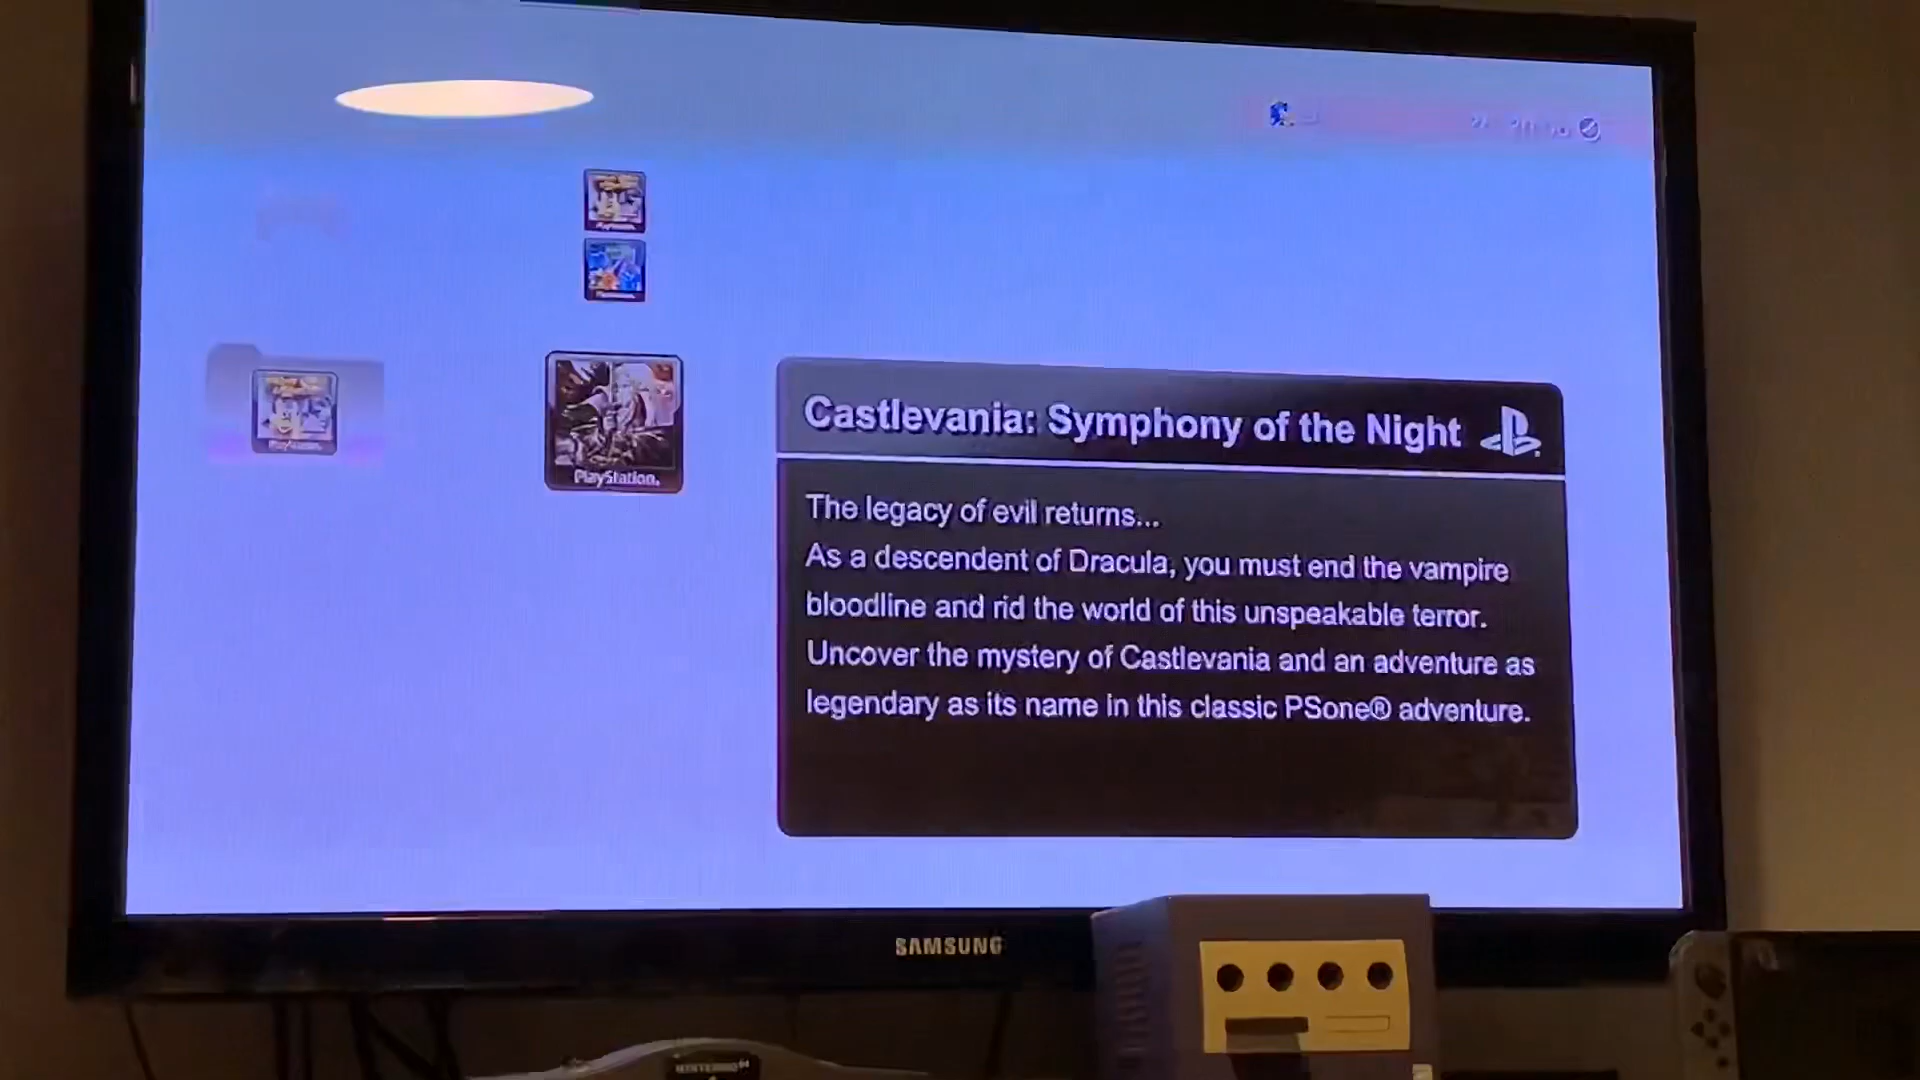 Castlevania: Symphony of the Night
PlayStation.
The legacy of evil returns...
As a descendent of Dracula, you must end the vampire
bloodline and rid the world of this unspeakable terror.
Uncover the mystery of Castlevania and an adventure as
legendary as its name in this classic PSone® adventure.
SAMSUNG
NINTENDO 64